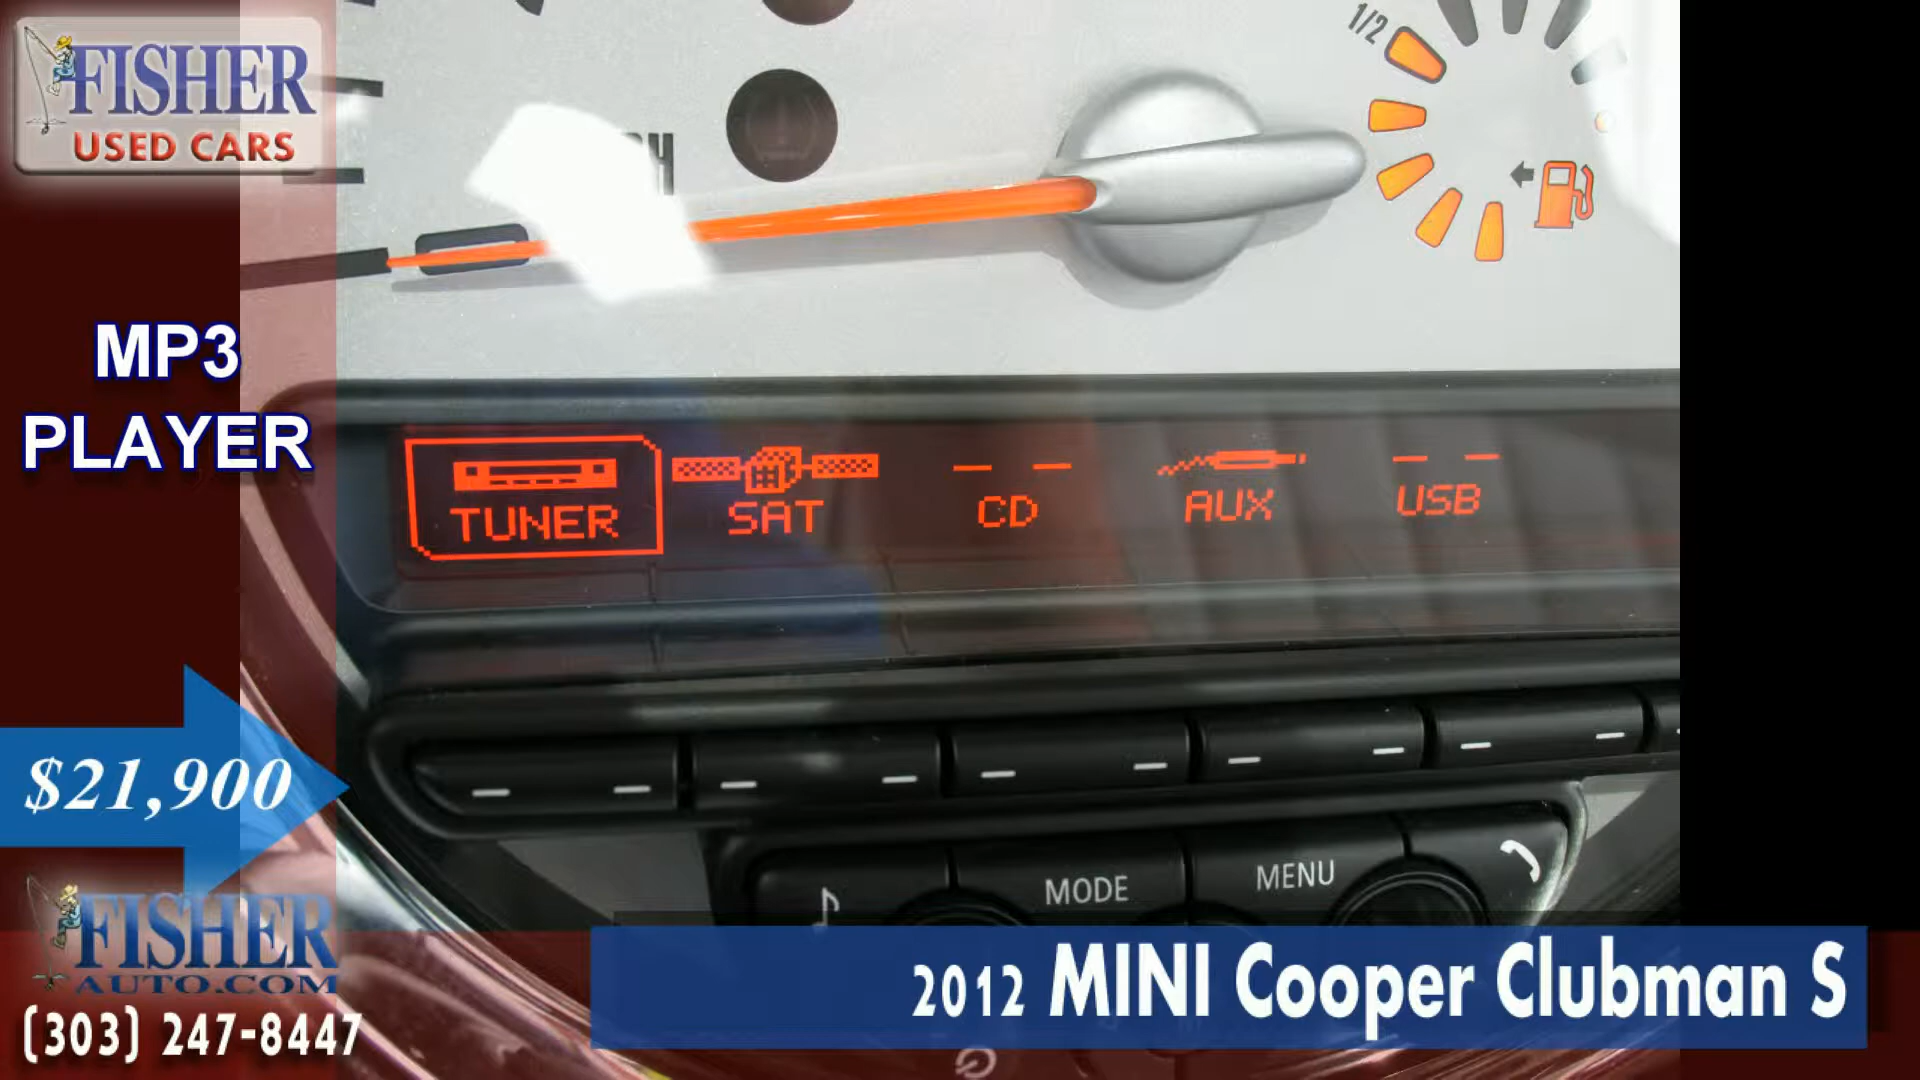 FISHER
USED CARS
1/2
MP3
PLAYER
TUNER
SAT
CD
AUX
USB
$21,900
MODE
MENU
FISHER
AUTO.COM
(303) 247-8447
2012 MINI Cooper Clubman S